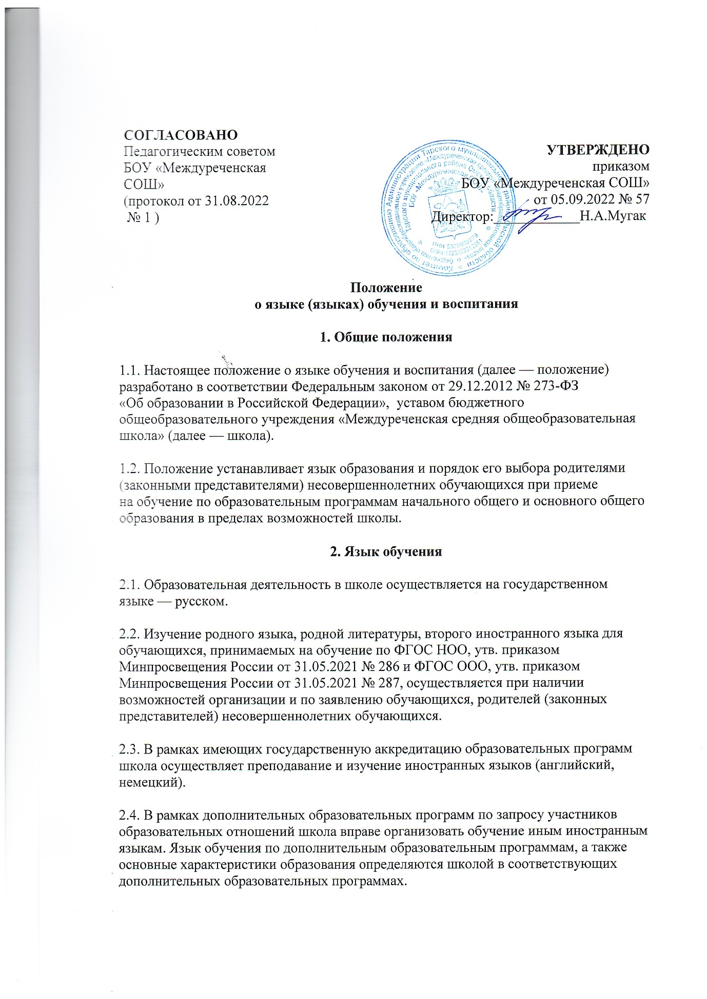 СОГЛАСОВАНО
Педагогическим советом
БОУ «Междуреченская
СОШ»
(протокол от 31.08.2022
№ 1 )
УТВЕРЖДЕНО
приказом
БОУ «Междуреченская СОШ»
от 05.09.2022 № 57
Директор:____________Н.А.Мугак
Положение
о языке (языках) обучения и воспитания
1. Общие положения
1.1. Настоящее положение о языке обучения и воспитания (далее — положение)
разработано в соответствии Федеральным законом от 29.12.2012 № 273-ФЗ
«Об образовании в Российской Федерации»,  уставом бюджетного
общеобразовательного учреждения «Междуреченская средняя общеобразовательная
школа» (далее — школа).
1.2. Положение устанавливает язык образования и порядок его выбора родителями
(законными представителями) несовершеннолетних обучающихся при приеме
на обучение по образовательным программам начального общего и основного общего
образования в пределах возможностей школы.
2. Язык обучения
2.1. Образовательная деятельность в школе осуществляется на государственном
языке — русском.
2.2. Изучение родного языка, родной литературы, второго иностранного языка для
обучающихся, принимаемых на обучение по ФГОС НОО, утв. приказом
Минпросвещения России от 31.05.2021 № 286 и ФГОС ООО, утв. приказом
Минпросвещения России от 31.05.2021 № 287, осуществляется при наличии
возможностей организации и по заявлению обучающихся, родителей (законных
представителей) несовершеннолетних обучающихся.
2.3. В рамках имеющих государственную аккредитацию образовательных программ
школа осуществляет преподавание и изучение иностранных языков (английский,
немецкий).
2.4. В рамках дополнительных образовательных программ по запросу участников
образовательных отношений школа вправе организовать обучение иным иностранным
языкам. Язык обучения по дополнительным образовательным программам, а также
основные характеристики образования определяются школой в соответствующих
дополнительных образовательных программах.